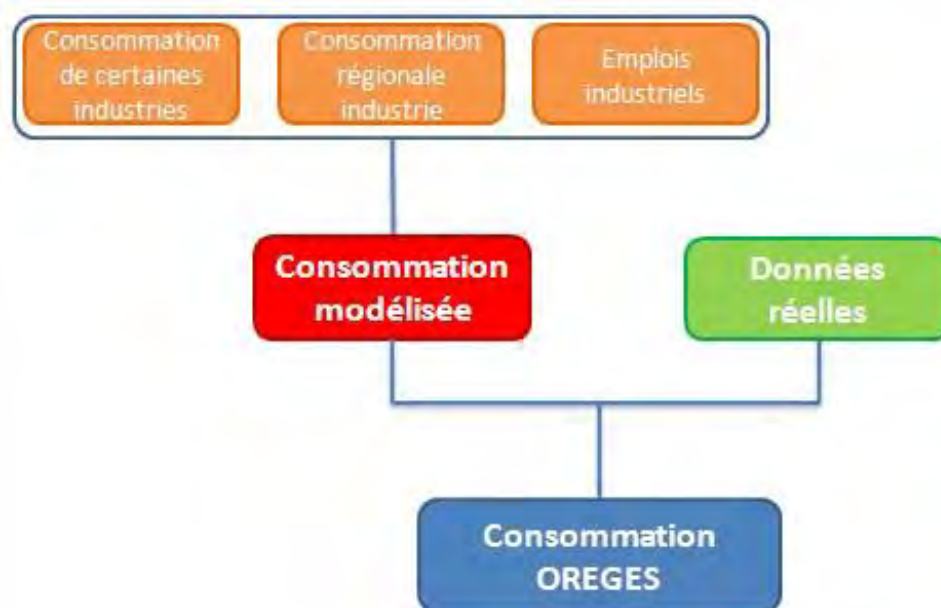 Consommation
de certaines
industries
Consommation
régionale
industrie
Emplois
industriels
Consommation
modélisée
Données
réelles
Consommation
OREGES